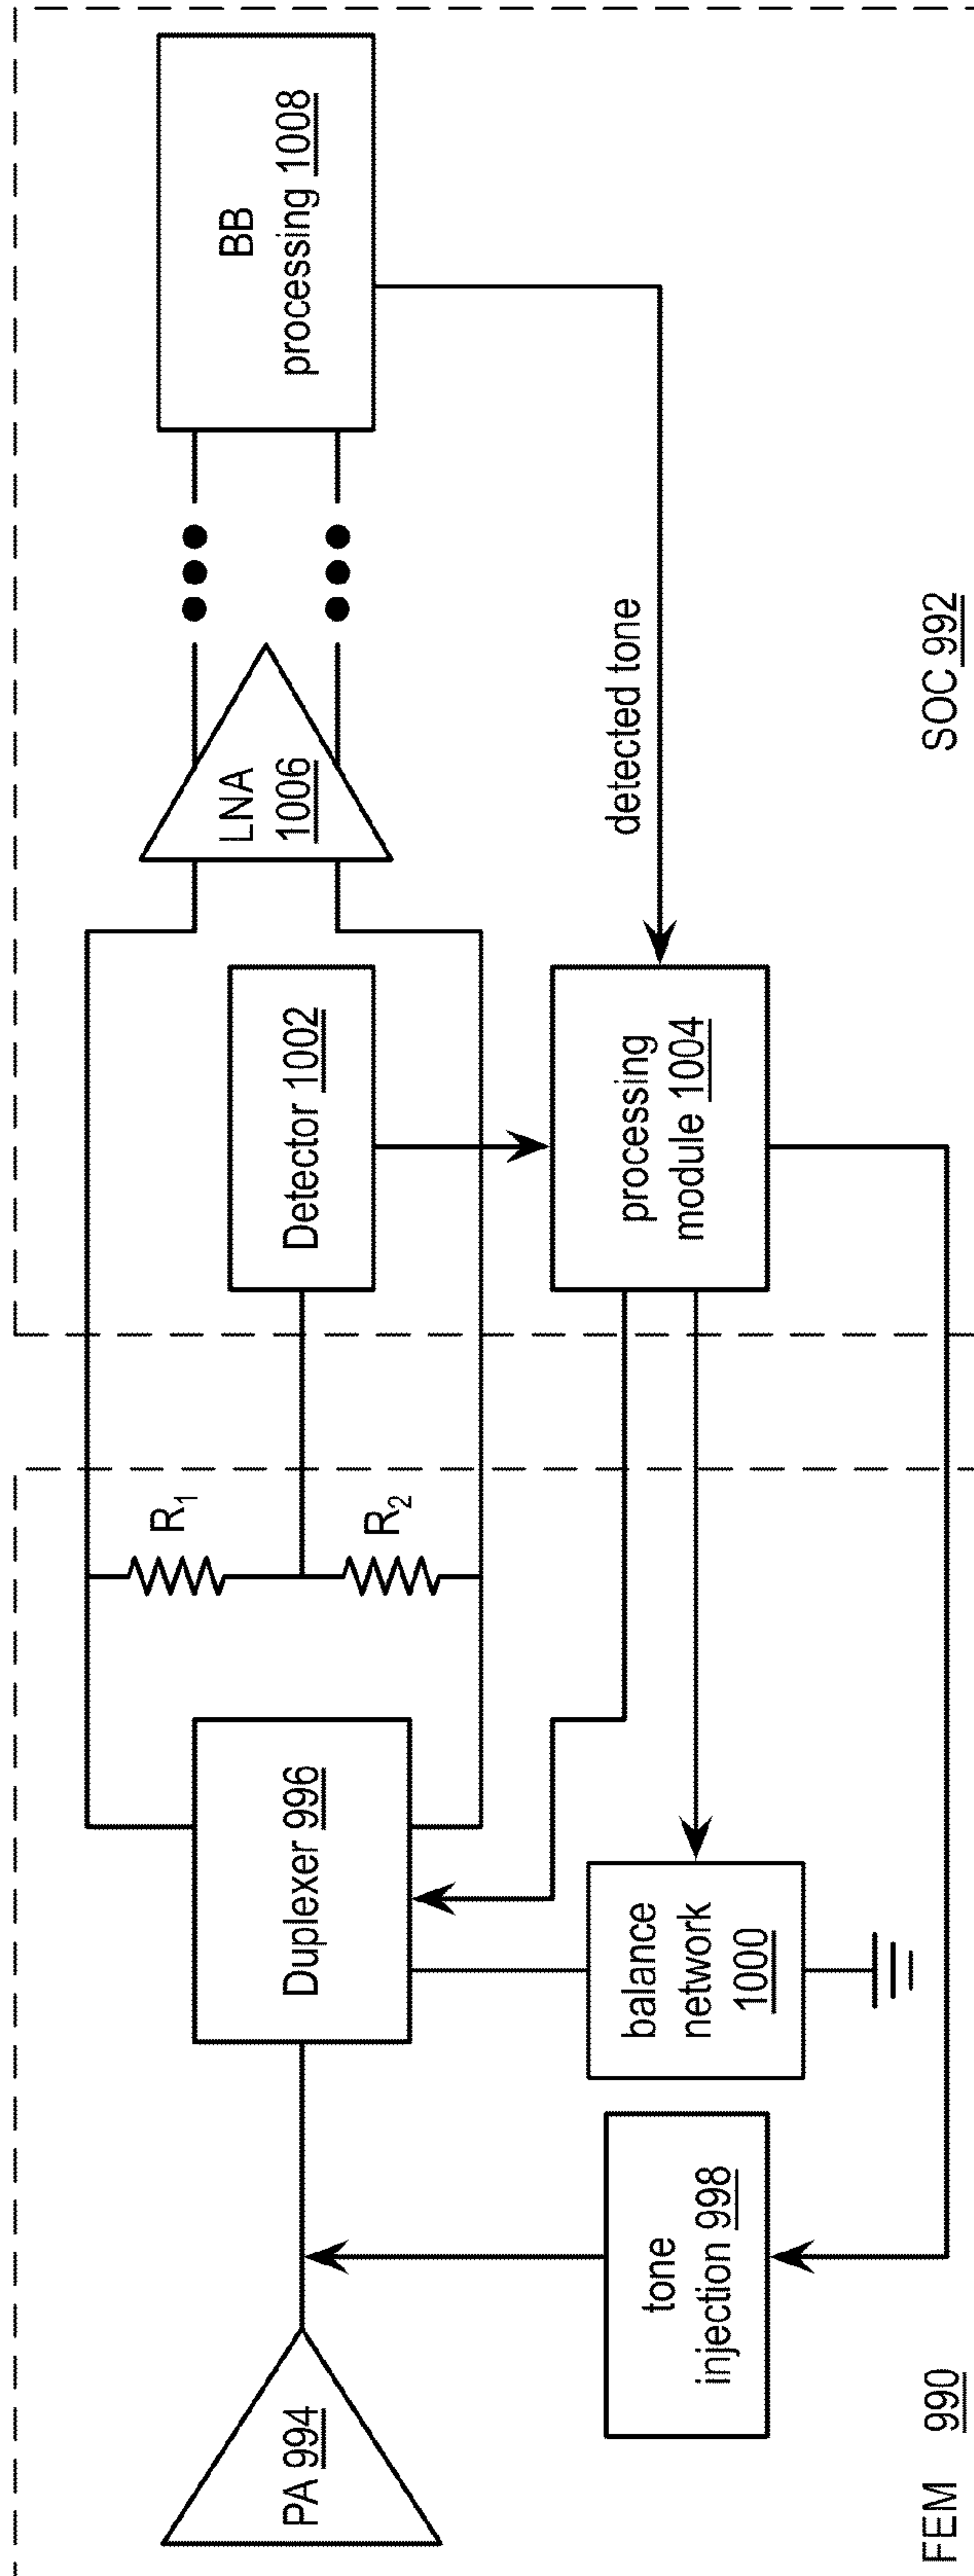 PA 994
tone
injection 998
FEM 990
Duplexer 996
balance
network
1000
R1
R2
Detector 1002
processing
module 1004
LNA
1006
detected tone
BB
processing 1008
SOC 992